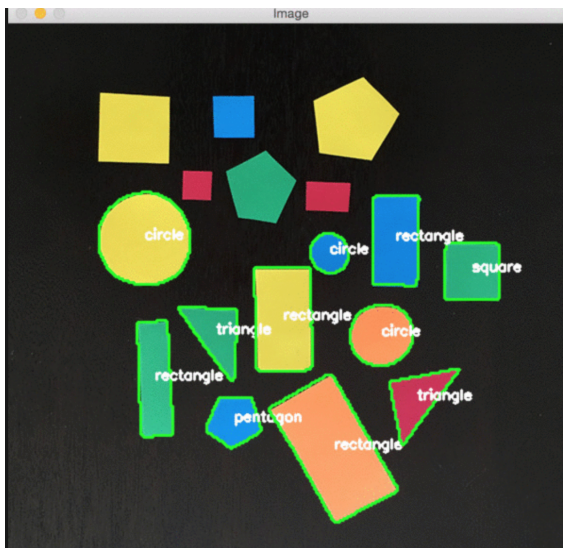 Image
circle
circle
rectangle
square
rectangle
triangle
circle
rectangle
triangle
pentagon
rectangle